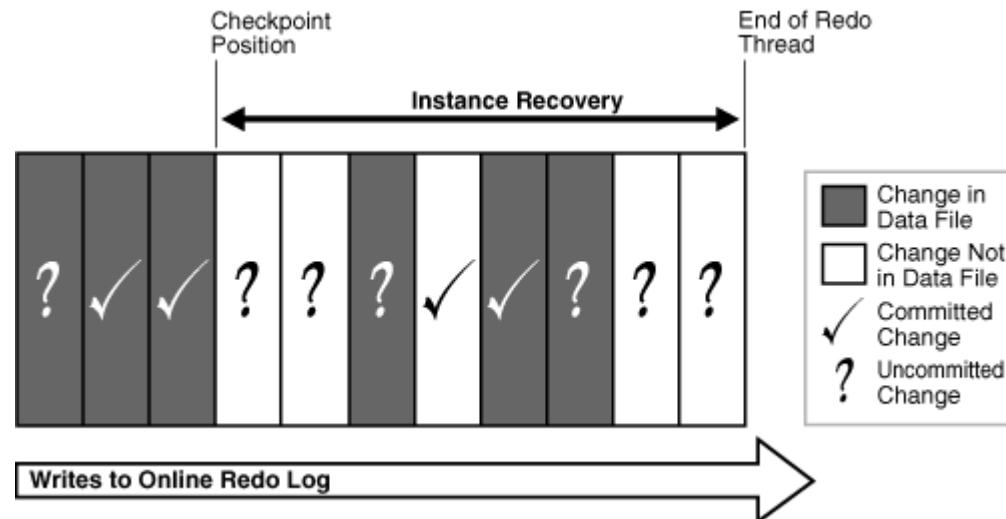 Checkpoint
Position
End of Redo
Thread
Instance Recovery
? ✓ ✓ ? ? ? ✓ ✓ ? ? ?
Change in
Data File
Change Not
in Data File
✓ Committed
Change
? Uncommitted
Change
Writes to Online Redo Log